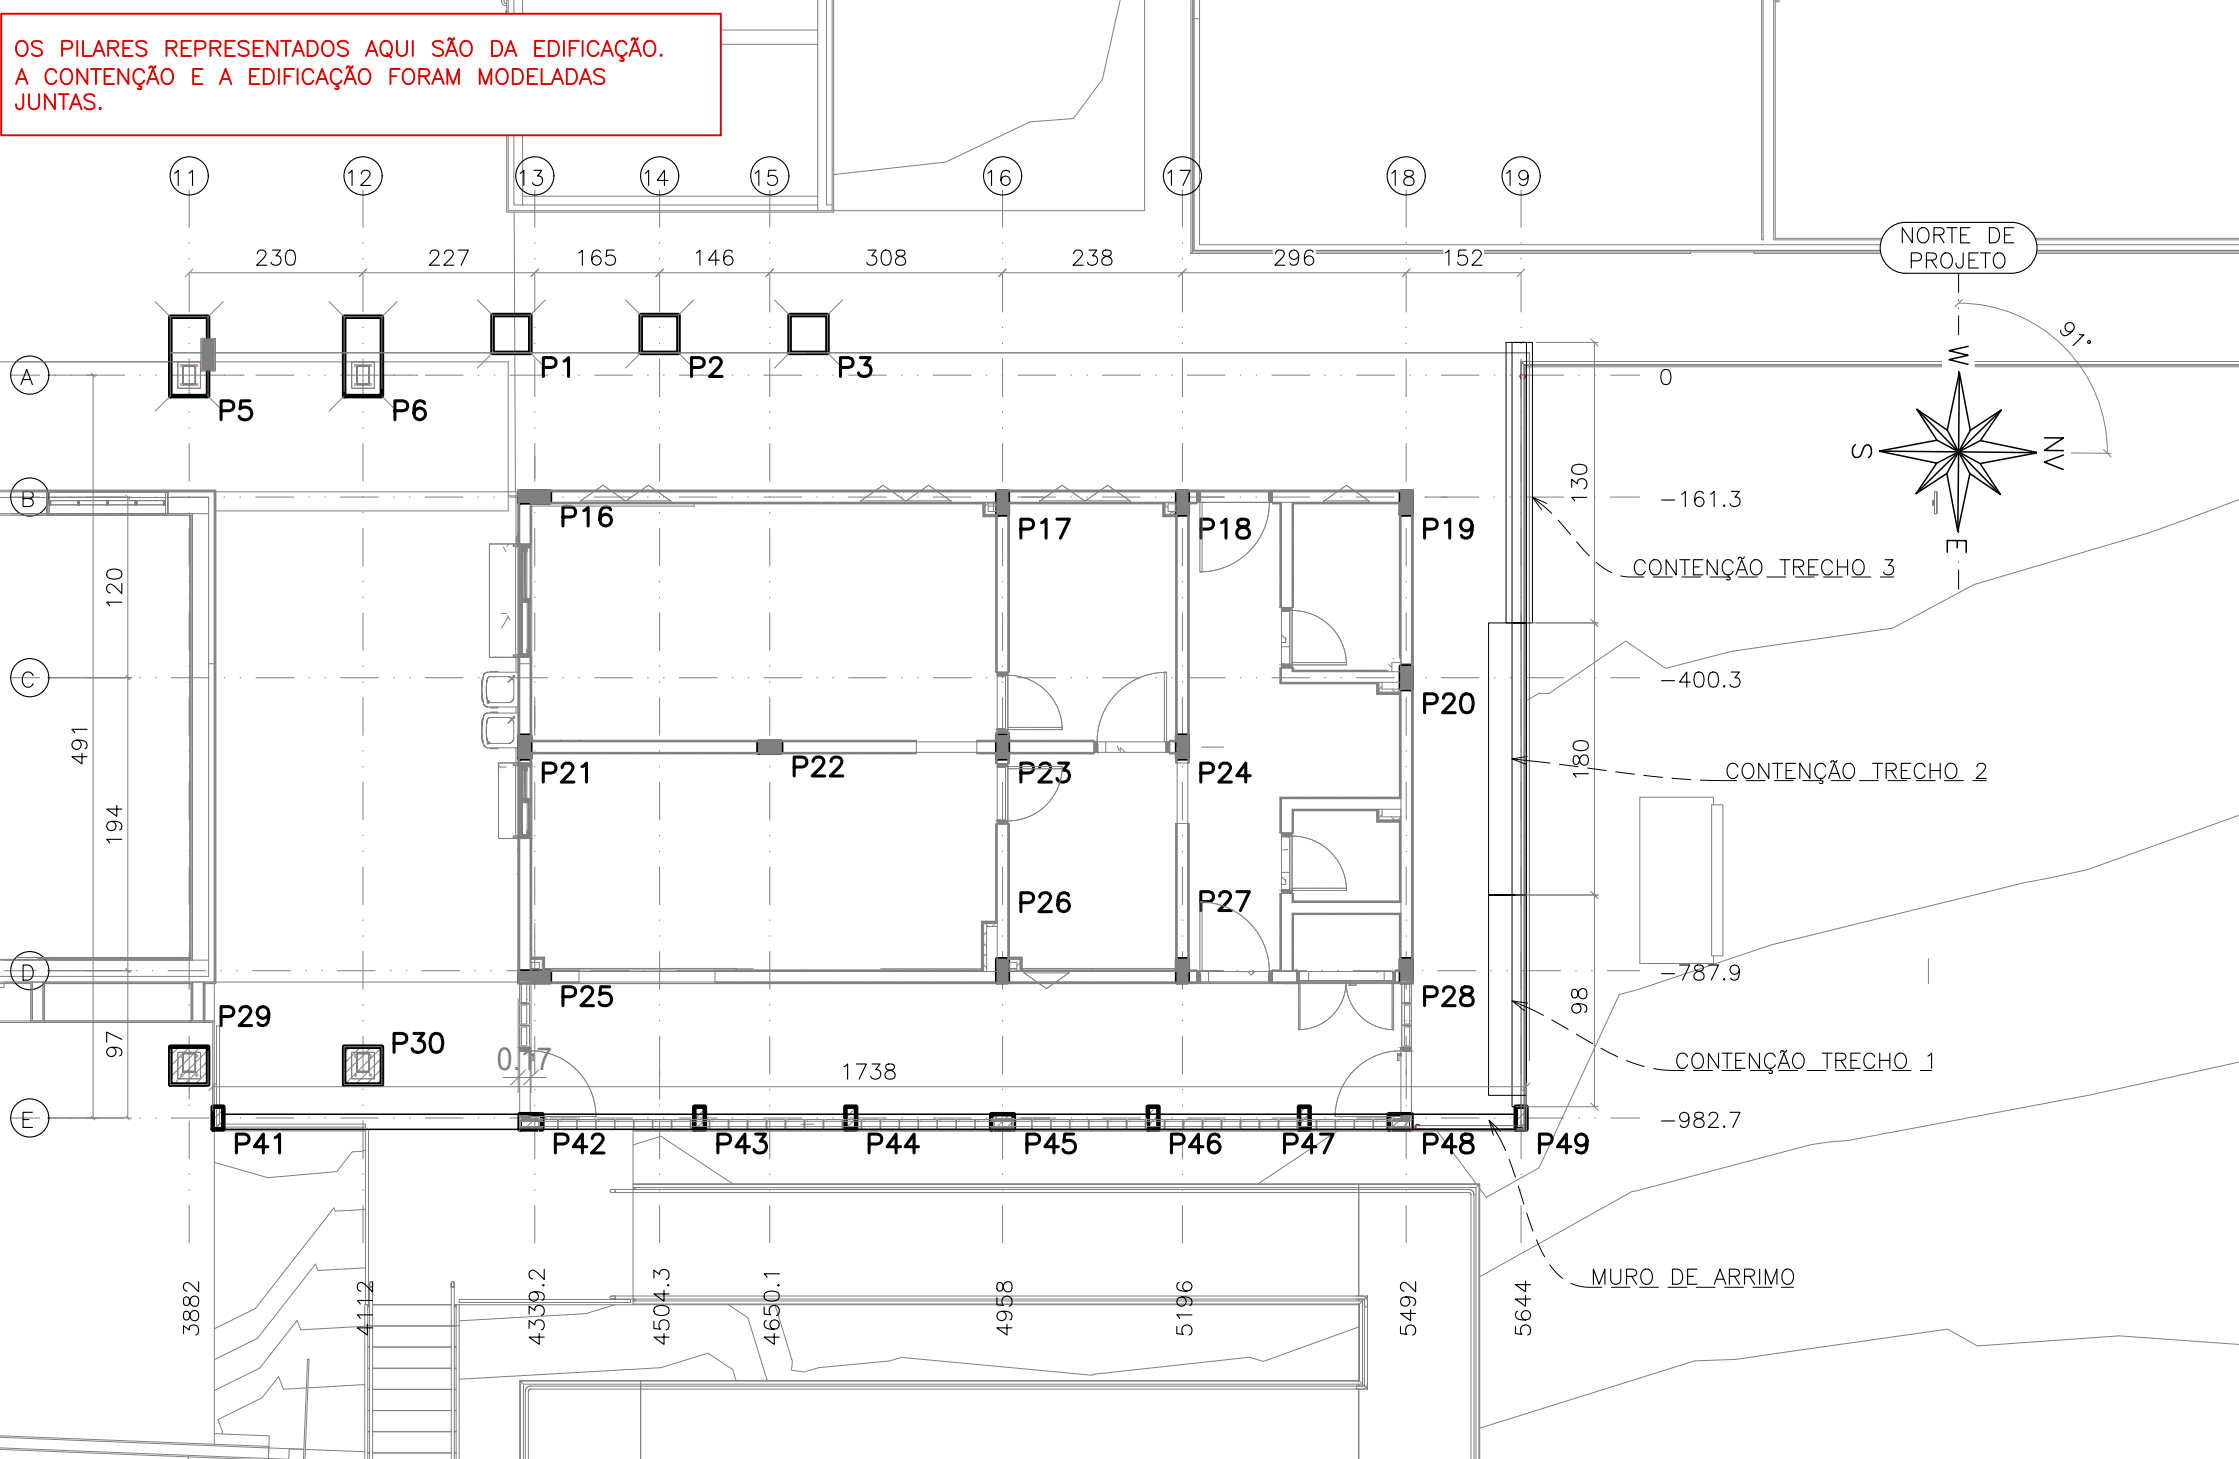 OS PILARES REPRESENTADOS AQUI SÃO DA EDIFICAÇÃO.
A CONTENÇÃO E A EDIFICAÇÃO FORAM MODELADAS
JUNTAS.
11 12 13 14 15 16 17 18 19
NORTE DE
PROJETO
230 227 165 146 308 238 296 152
91°
W
P1 P2 P3
A
0
P5 P6
S
NV
130
B
-161.3
P16 P17 P18 P19
E
CONTENÇÃO TRECHO 3
120
C
-400.3
P20
491
180
P21 P22 P23 P24
CONTENÇÃO TRECHO 2
194
P26 P27
D
-787.9
P25 P28
98
P29
97
P30
0.17
1738
CONTENÇÃO TRECHO 1
E
-982.7
P41 P42 P43 P44 P45 P46 P47 P48 P49
MURO DE ARRIMO
3882 4112 4339.2 4504.3 4650.1 4958 5196 5492 5644